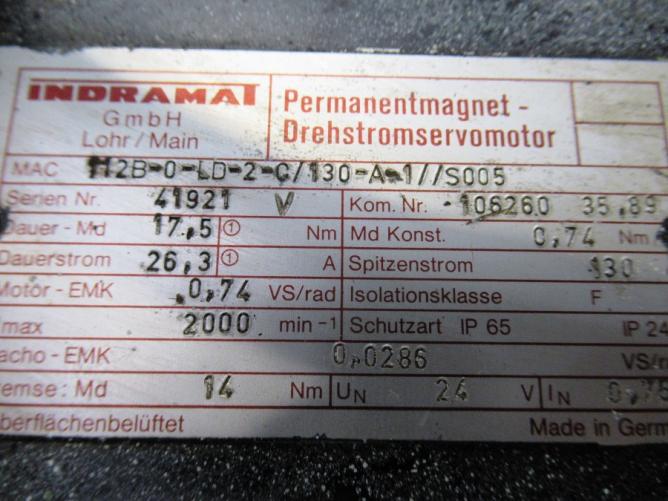 INDRAMAT
GmbH
Lohr / Main
Permanentmagnet -
Drehstromservomotor
MAC 112B-0-LD-2-C/130-A-1//S005
Serien Nr. 41921 V Kom. Nr. 106260 35.89
Dauer - Md 17,5 ① Nm Md Konst. 0,74 Nm
Dauerstrom 26,3 ① A Spitzenstrom 130
Motor - EMK 0,74 VS/rad Isolationsklasse F
max 2000 min -1 Schutzart IP 65 IP 24
acho - EMK 0,0286 VS/r
remse : Md 14 Nm UN 24 V IN
berflächenbelüftet Made in Germ